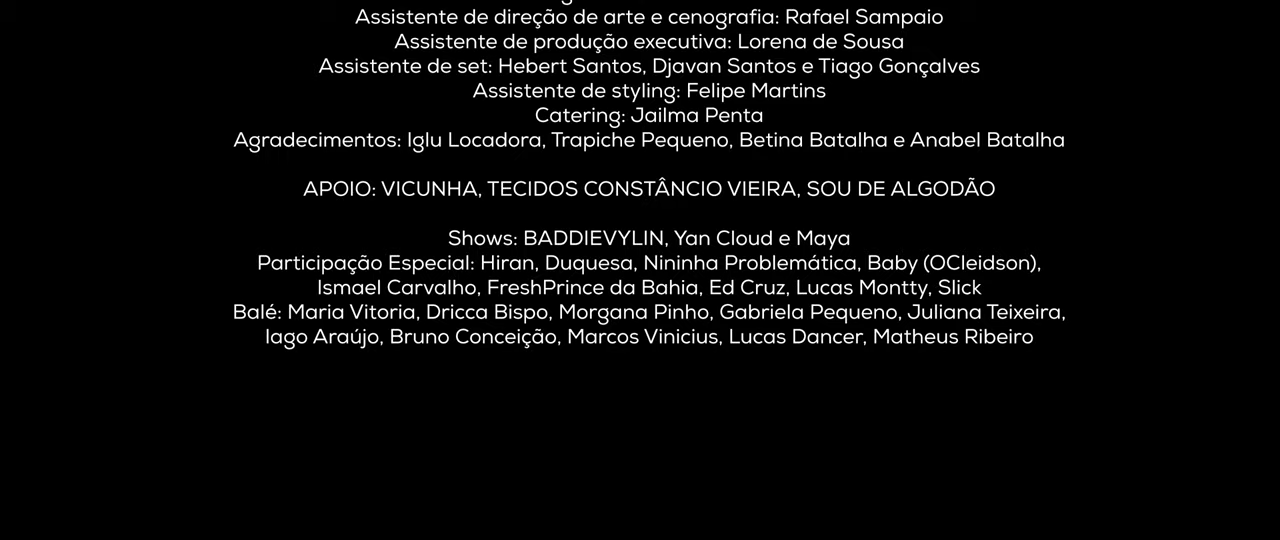 Assistente de direção de arte e cenografia: Rafael Sampaio
Assistente de produção executiva: Lorena de Sousa
Assistente de set: Hebert Santos, Djavan Santos e Tiago Gonçalves
Assistente de styling: Felipe Martins
Catering: Jailma Penta
Agradecimentos: Iglu Locadora, Trapiche Pequeno, Betina Batalha e Anabel Batalha
APOIO: VICUNHA, TECIDOS CONSTÂNCIO VIEIRA, SOU DE ALGODÃO
Shows: BADDIEVYLIN, Yan Cloud e Maya
Participação Especial: Hiran, Duquesa, Nininha Problemática, Baby (OCleidson),
Ismael Carvalho, FreshPrince da Bahia, Ed Cruz, Lucas Montty, Slick
Balé: Maria Vitoria, Dricca Bispo, Morgana Pinho, Gabriela Pequeno, Juliana Teixeira,
Iago Araújo, Bruno Conceição, Marcos Vinicius, Lucas Dancer, Matheus Ribeiro